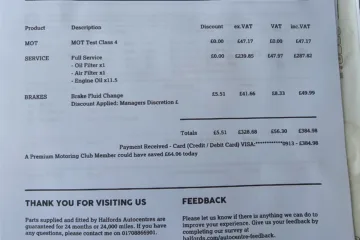 Product Description Discount ex.VAT VAT inc.VAT
MOT MOT Test Class 4 £0.00 £47.17 £0.00 £47.17
SERVICE Full Service £0.00 £239.85 £47.97 £287.82
- Oil Filter x1
- Air Filter x1
- Engine Oil x11.5
BRAKES Brake Fluid Change £5.51 £41.66 £8.33 £49.99
Discount Applied: Managers Discretion £
Totals £5.51 £328.68 £56.30 £384.98
Payment Received - Card (Credit / Debit Card) VISA:************0913 - £384.98
A Premium Motoring Club Member could have saved £64.96 today
THANK YOU FOR VISITING US
Parts supplied and fitted by Halfords Autocentres are
guaranteed for 24 months or 24,000 miles. If you have
any questions, please contact me on 01708865901.
FEEDBACK
Please let us know if there is anything we can do to
improve your experience. Give us your feedback by
completing our survey at
halfords.com/autocentre-feedback.